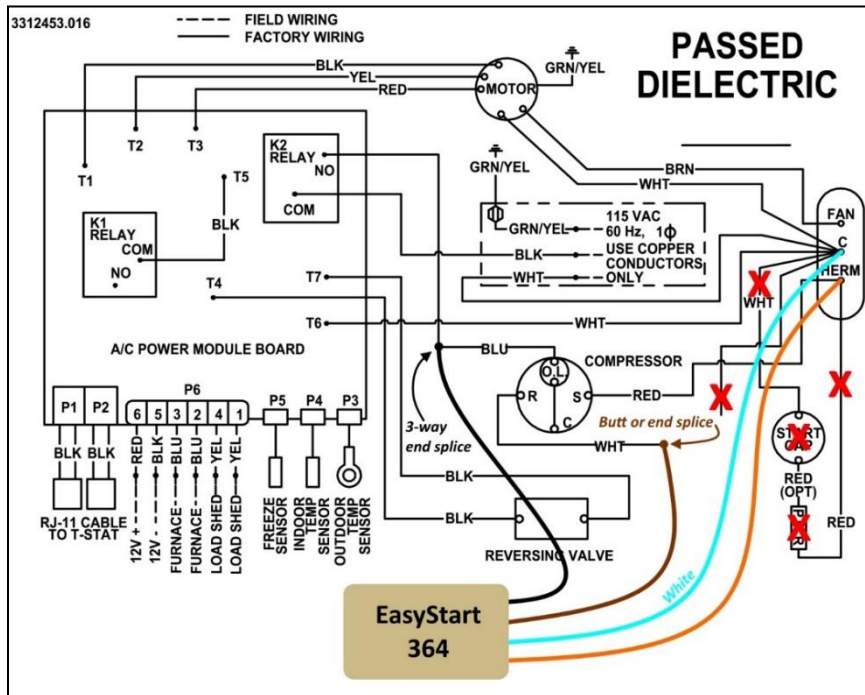 3312453.016
FIELD WIRING
FACTORY WIRING
PASSED
DIELECTRIC
BLK
YEL
RED
MOTOR
GRN/YEL
T1
T2
T3
T5
K2
RELAY
NO
COM
BLK
K1
RELAY
COM
NO
T4
T7
T6
A/C POWER MODULE BOARD
GRN/YEL
BRN
WHT
GRN/YEL
115 VAC
60 Hz, 1ϕ
BLK
USE COPPER
CONDUCTORS
WHT
ONLY
FAN
C
HERM
WHT
WHT
BLU
COMPRESSOR
O.L.
R
S
C
RED
WHT
3-way
end splice
Butt or end splice
START
CAP
RED
(OPT)
RED
P1
P2
P6
P5
P4
P3
6
5
3
2
4
1
BLK
BLK
RED
BLK
BLU
BLU
YEL
YEL
12V +
12V -
FURNACE
FURNACE
LOAD SHED
LOAD SHED
FREEZE
SENSOR
INDOOR
TEMP
SENSOR
OUTDOOR
TEMP
SENSOR
RJ-11 CABLE
TO T-STAT
BLK
BLK
REVERSING VALVE
White
EasyStart
364